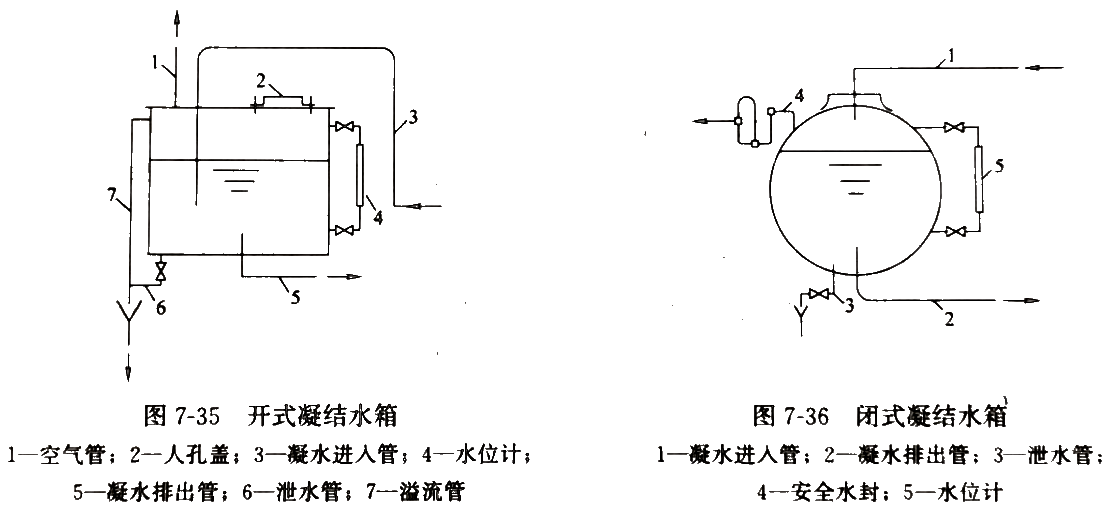 1
2
3
4
5
6
7
图 7-35 开式凝结水箱
1—空气管；2—人孔盖；3—凝水进入管；4—水位计；
5—凝水排出管；6—泄水管；7—溢流管
1
2
3
4
5
图 7-36 闭式凝结水箱
1—凝水进入管；2—凝水排出管；3—泄水管；
4—安全水封；5—水位计